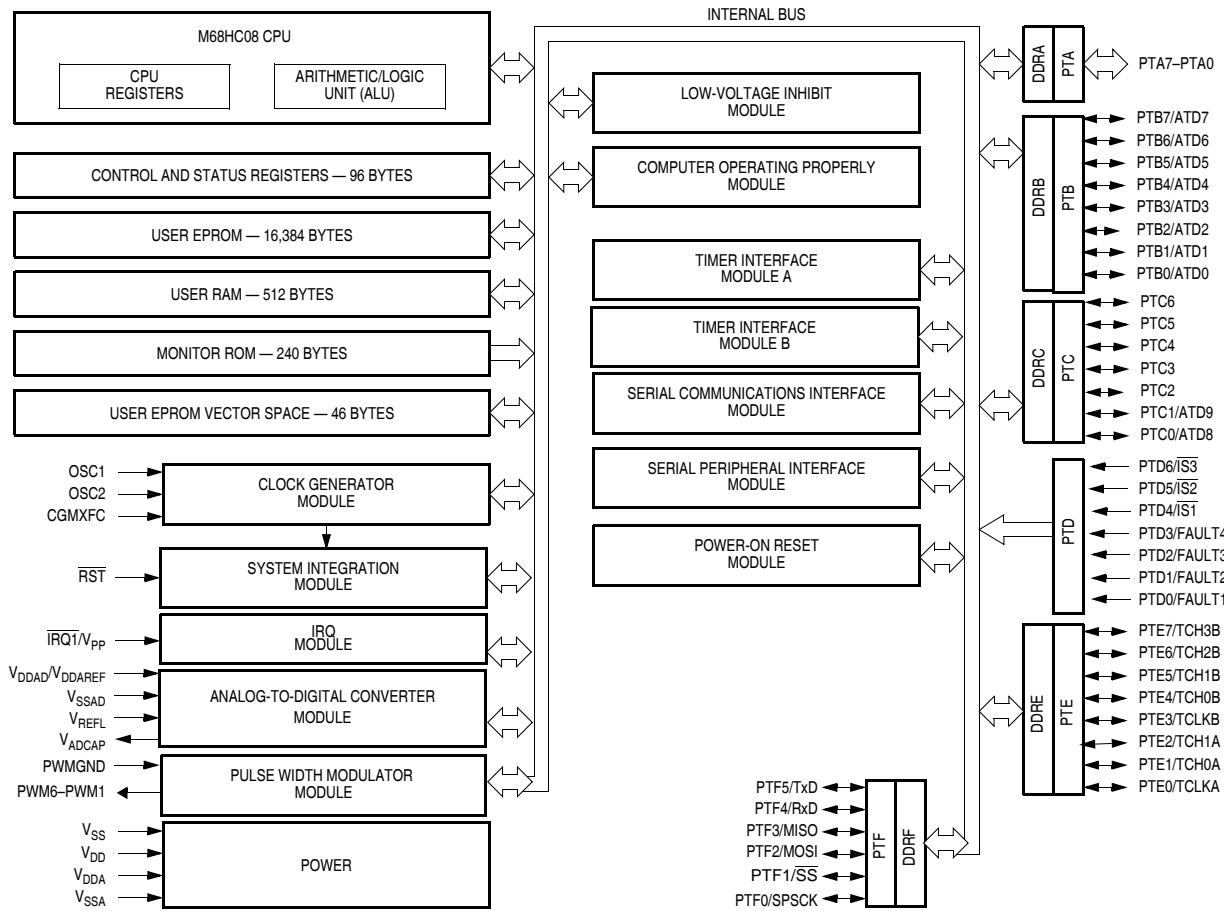 INTERNAL BUS
M68HC08 CPU
CPU
REGISTERS
ARITHMETIC/LOGIC
UNIT (ALU)
CONTROL AND STATUS REGISTERS — 96 BYTES
USER EPROM — 16,384 BYTES
USER RAM — 512 BYTES
MONITOR ROM — 240 BYTES
USER EPROM VECTOR SPACE — 46 BYTES
OSC1
OSC2
CGMXFC
CLOCK GENERATOR
MODULE
RST
SYSTEM INTEGRATION
MODULE
IRQ1/VPP
IRQ
MODULE
VDDAD/VDDAREF
VSSAD
VREFL
VADCAP
ANALOG-TO-DIGITAL CONVERTER
MODULE
PWMGND
PWM6–PWM1
PULSE WIDTH MODULATOR
MODULE
VSS
VDD
VDDA
VSSA
POWER
LOW-VOLTAGE INHIBIT
MODULE
COMPUTER OPERATING PROPERLY
MODULE
TIMER INTERFACE
MODULE A
TIMER INTERFACE
MODULE B
SERIAL COMMUNICATIONS INTERFACE
MODULE
SERIAL PERIPHERAL INTERFACE
MODULE
POWER-ON RESET
MODULE
PTF5/TxD
PTF4/RxD
PTF3/MISO
PTF2/MOSI
PTF1/SS
PTF0/SPSCK
PTF
DDRF
DDRA
PTA
PTA7–PTA0
DDRB
PTB
PTB7/ATD7
PTB6/ATD6
PTB5/ATD5
PTB4/ATD4
PTB3/ATD3
PTB2/ATD2
PTB1/ATD1
PTB0/ATD0
DDRC
PTC
PTC6
PTC5
PTC4
PTC3
PTC2
PTC1/ATD9
PTC0/ATD8
PTD
PTD6/IS3
PTD5/IS2
PTD4/IS1
PTD3/FAULT4
PTD2/FAULT3
PTD1/FAULT2
PTD0/FAULT1
DDRE
PTE
PTE7/TCH3B
PTE6/TCH2B
PTE5/TCH1B
PTE4/TCH0B
PTE3/TCLKB
PTE2/TCH1A
PTE1/TCH0A
PTE0/TCLKA